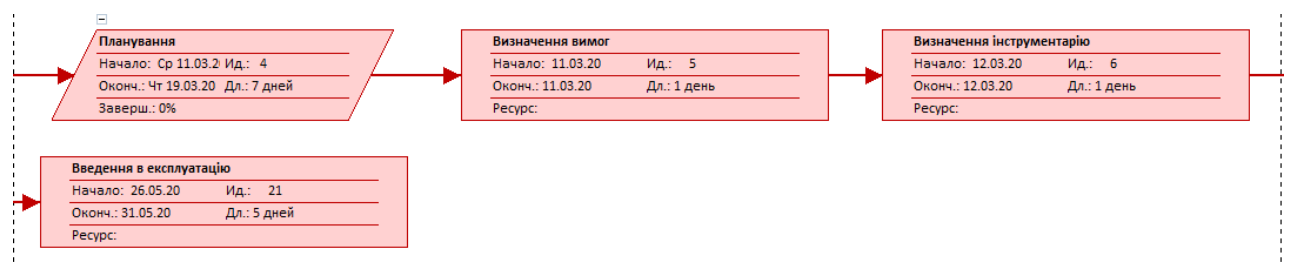 Планування
Начало: Ср 11.03.20 Ид.: 4
Оконч.: Чт 19.03.20 Дл.: 7 дней
Заверш.: 0%
Визначення вимог
Начало: 11.03.20 Ид.: 5
Оконч.: 11.03.20 Дл.: 1 день
Ресурс:
Визначення інструментарію
Начало: 12.03.20 Ид.: 6
Оконч.: 12.03.20 Дл.: 1 день
Ресурс:
Введення в експлуатацію
Начало: 26.05.20 Ид.: 21
Оконч.: 31.05.20 Дл.: 5 дней
Ресурс: